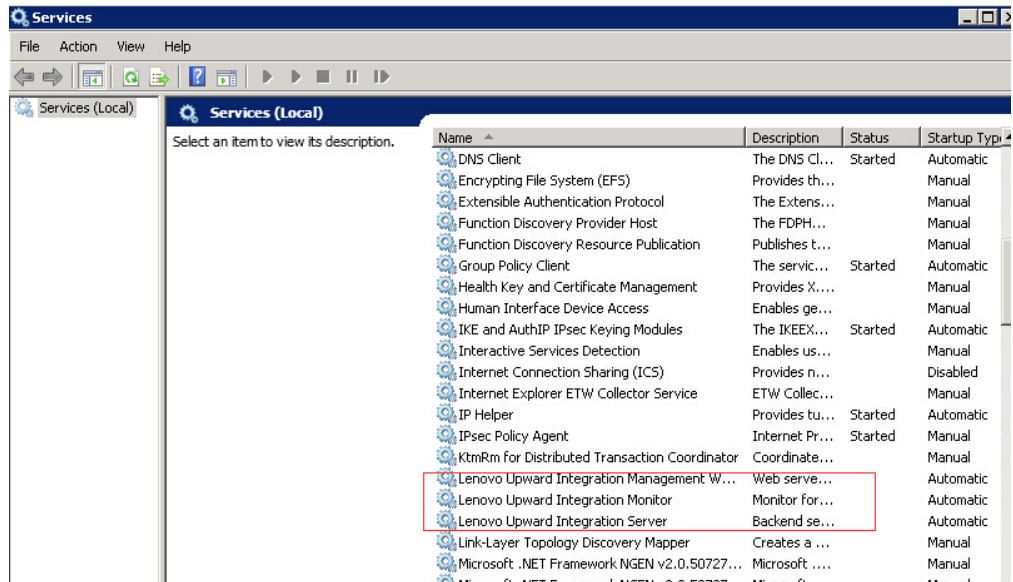 Services
File Action View Help
Services (Local)
Services (Local)
Select an item to view its description.
Name Description Status Startup Type
DNS Client The DNS Cl... Started Automatic
Encrypting File System (EFS) Provides th... Manual
Extensible Authentication Protocol The Extens... Manual
Function Discovery Provider Host The FDPH... Manual
Function Discovery Resource Publication Publishes t... Manual
Group Policy Client The servic... Started Automatic
Health Key and Certificate Management Provides X.... Manual
Human Interface Device Access Enables ge... Manual
IKE and AuthIP IPsec Keying Modules The IKEEX... Started Automatic
Interactive Services Detection Enables us... Manual
Internet Connection Sharing (ICS) Provides n... Disabled
Internet Explorer ETW Collector Service ETW Collec... Manual
IP Helper Provides tu... Started Automatic
IPsec Policy Agent Internet Pr... Started Manual
KtmRm for Distributed Transaction Coordinator Coordinate... Manual
Lenovo Upward Integration Management W... Web serve... Automatic
Lenovo Upward Integration Monitor Monitor for... Automatic
Lenovo Upward Integration Server Backend se... Automatic
Link-Layer Topology Discovery Mapper Creates a ... Manual
Microsoft .NET Framework NGEN v2.0.50727... Microsoft .... Manual